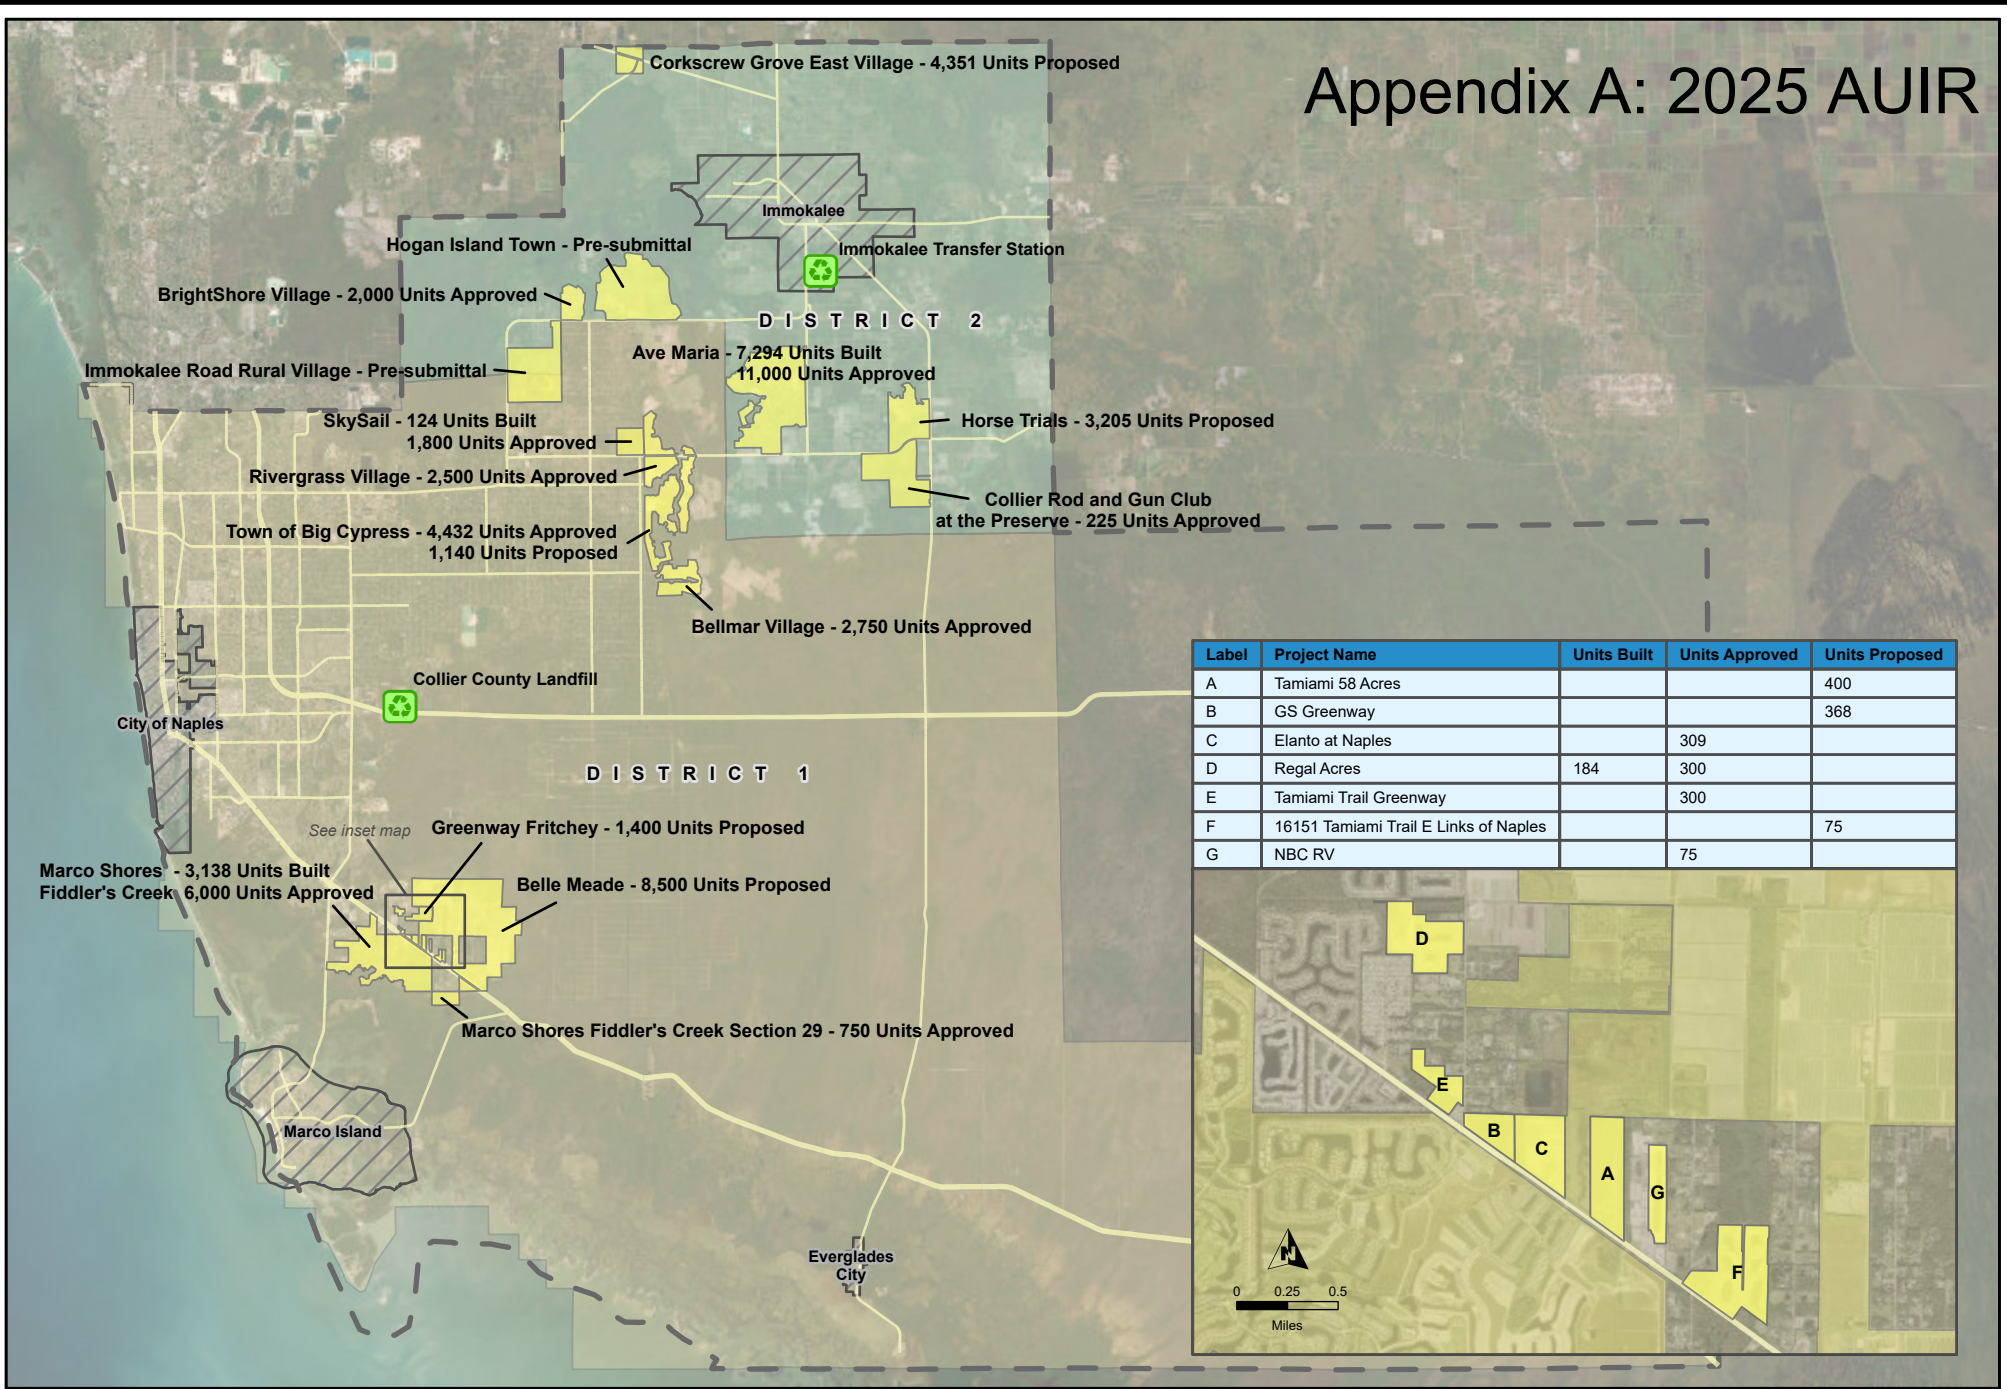 Appendix A: 2025 AUIR
Corkscrew Grove East Village - 4,351 Units Proposed
Immokalee
Hogan Island Town - Pre-submittal
Immokalee Transfer Station
BrightShore Village - 2,000 Units Approved
DISTRICT 2
Ave Maria - 7,294 Units Built
11,000 Units Approved
Immokalee Road Rural Village - Pre-submittal
SkySail - 124 Units Built
1,800 Units Approved
Horse Trials - 3,205 Units Proposed
Rivergrass Village - 2,500 Units Approved
Collier Rod and Gun Club
at the Preserve - 225 Units Approved
Town of Big Cypress - 4,432 Units Approved
1,140 Units Proposed
Bellmar Village - 2,750 Units Approved
Collier County Landfill
City of Naples
DISTRICT 1
See inset map
Greenway Fritchey - 1,400 Units Proposed
Marco Shores - 3,138 Units Built
Fiddler's Creek 6,000 Units Approved
Belle Meade - 8,500 Units Proposed
Marco Shores Fiddler's Creek Section 29 - 750 Units Approved
Marco Island
Everglades
City
Label Project Name Units Built Units Approved Units Proposed
A Tamiami 58 Acres 400
B GS Greenway 368
C Elanto at Naples 309
D Regal Acres 184 300
E Tamiami Trail Greenway 300
F 16151 Tamiami Trail E Links of Naples 75
G NBC RV 75
D
E
B
C
A
G
F
N
0 0.25 0.5
Miles